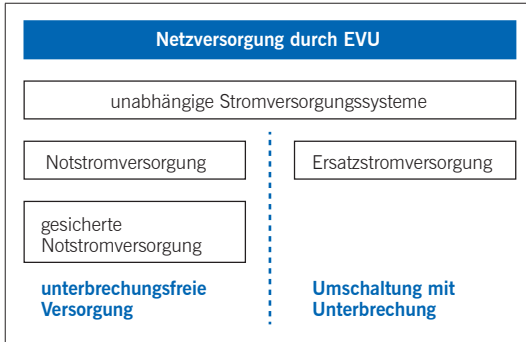 Netzversorgung durch EVU
unabhängige Stromversorgungssysteme
Notstromversorgung
Ersatzstromversorgung
gesicherte
Notstromversorgung
unterbrechungsfreie
Versorgung
Umschaltung mit
Unterbrechung